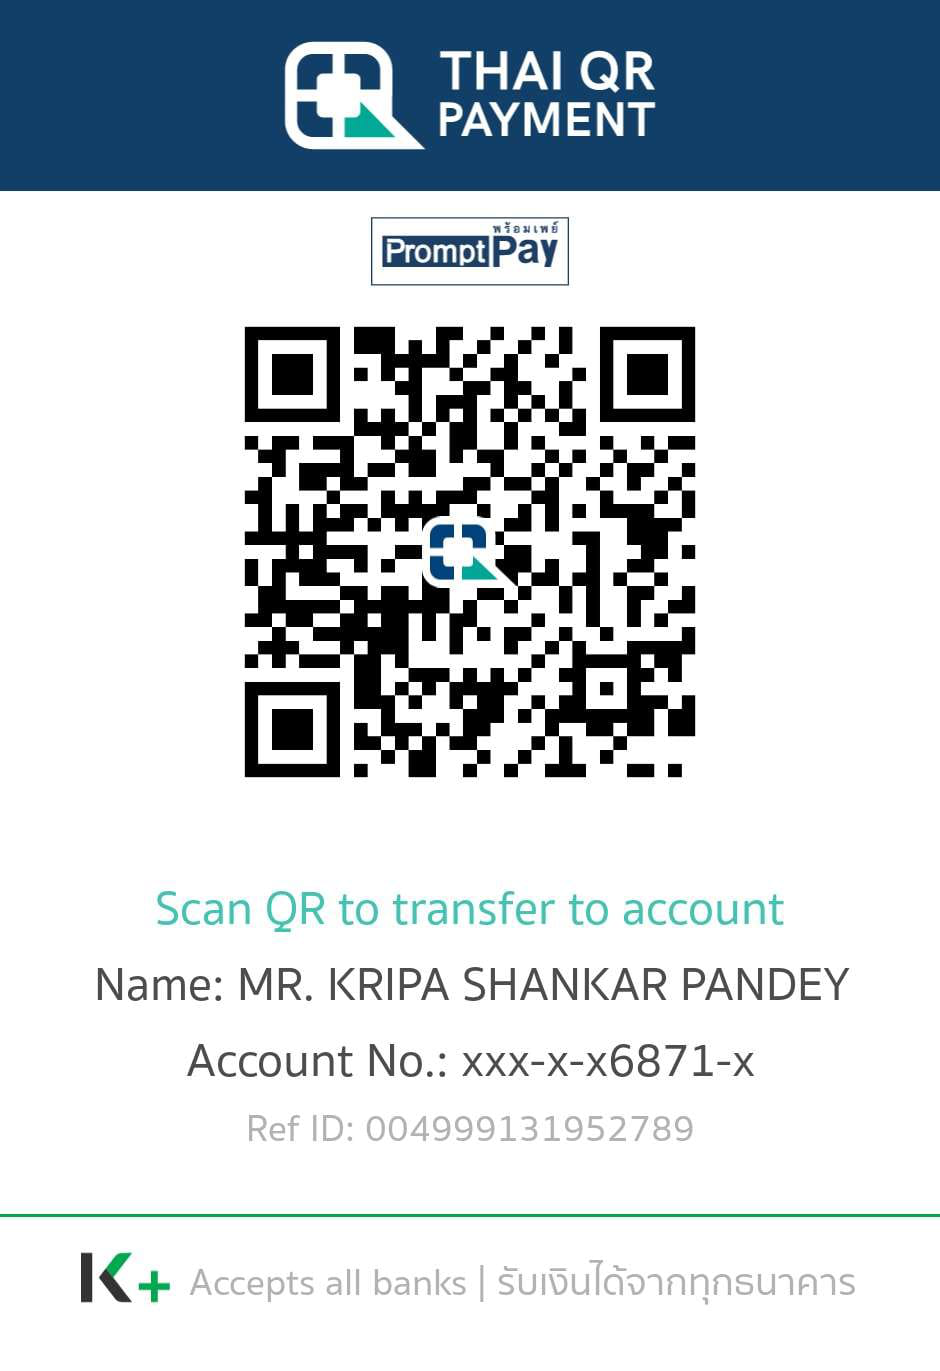 THAI QR
PAYMENT
พร้อมเพย์
PromptPay
Scan QR to transfer to account
Name: MR. KRIPA SHANKAR PANDEY
Account No.: xxx-x-x6871-x
Ref ID: 004999131952789
K+ Accepts all banks | รับเงินได้จากทุกธนาคาร